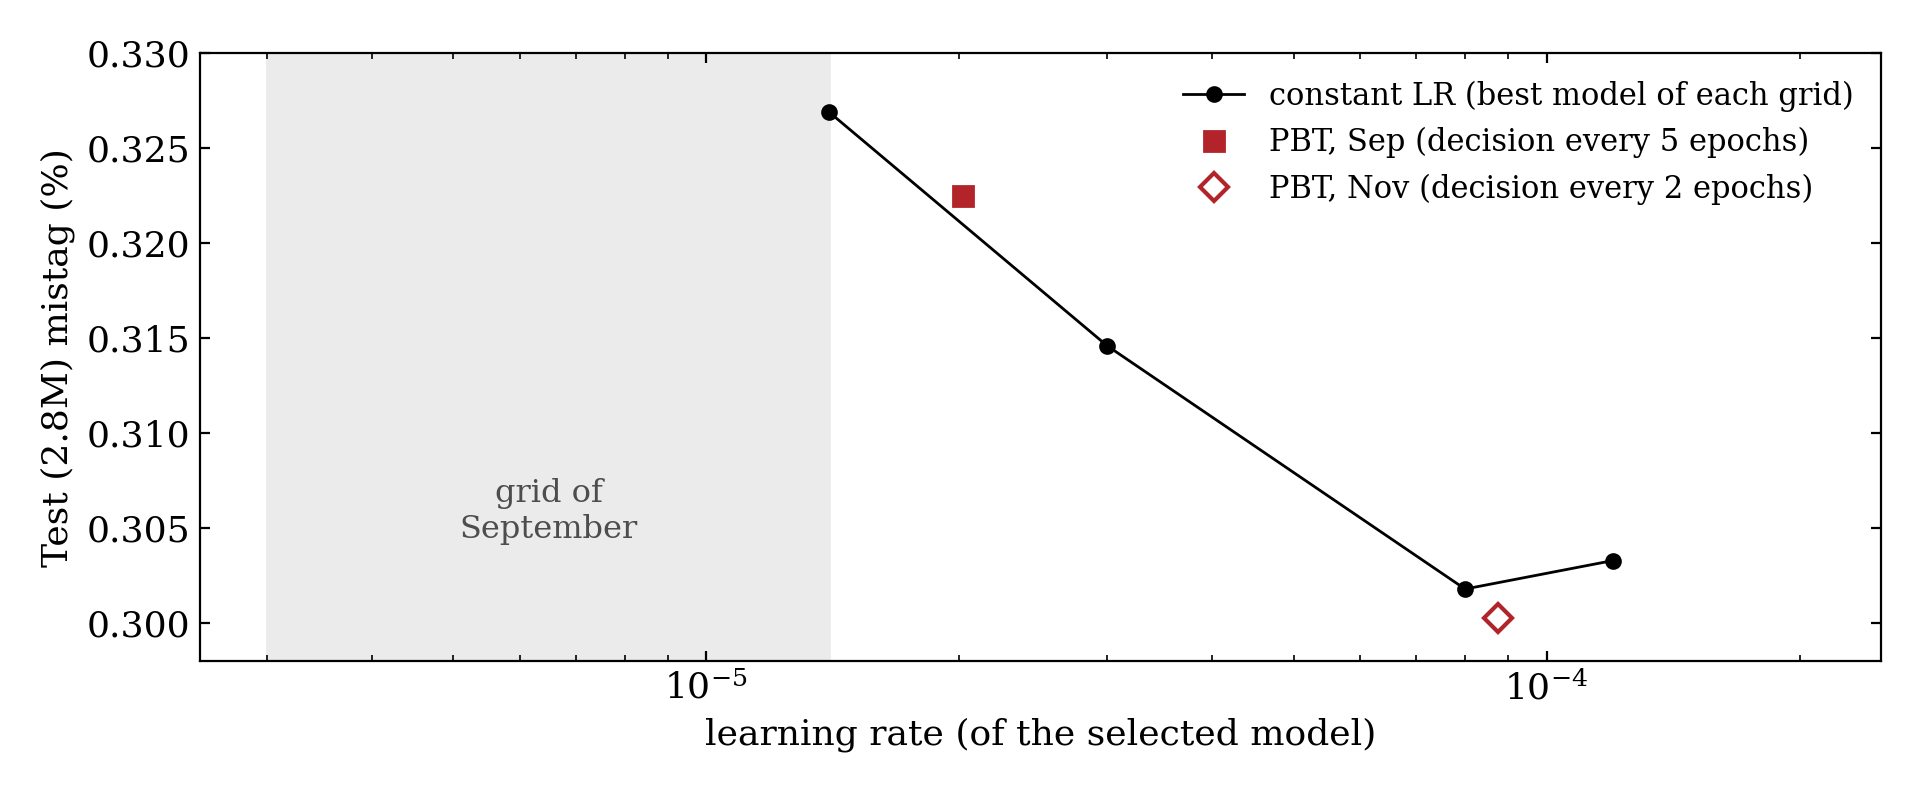 0.330
0.325
0.320
0.315
0.310
0.305
0.300
Test (2.8M) mistag (%)
constant LR (best model of each grid)
PBT, Sep (decision every 5 epochs)
PBT, Nov (decision every 2 epochs)
grid of
September
10⁻⁵
10⁻⁴
learning rate (of the selected model)